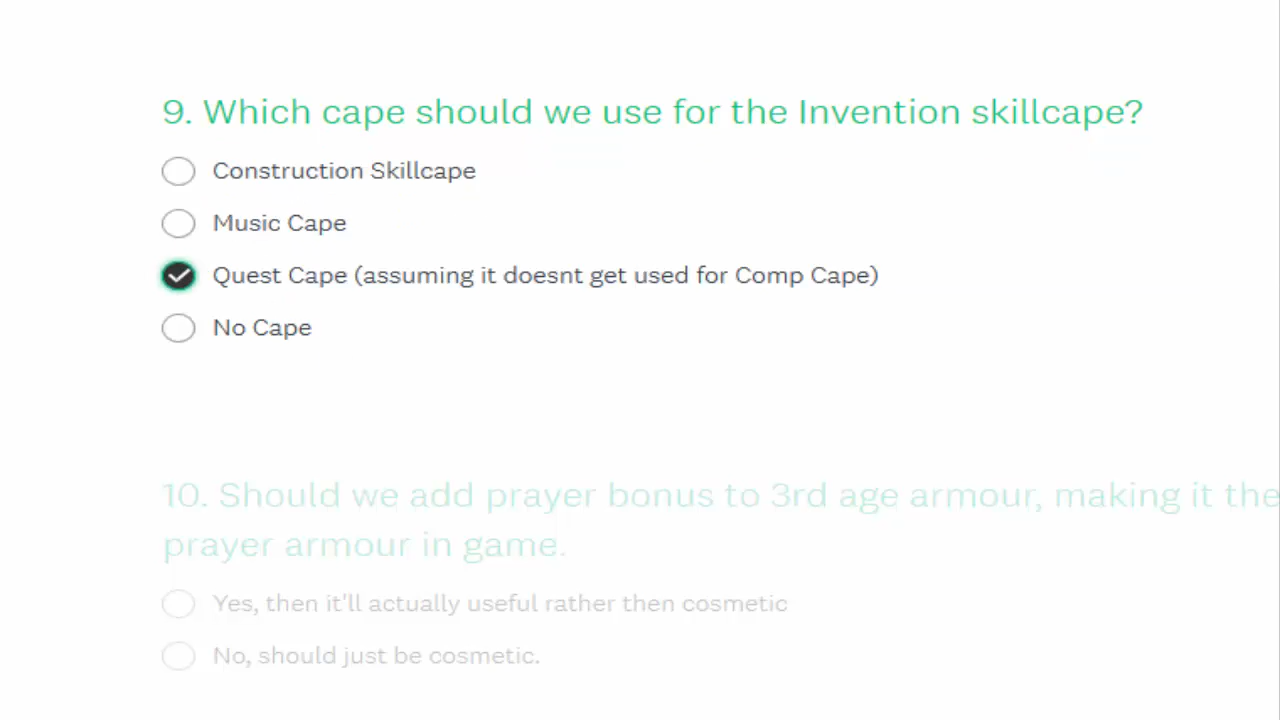 9. Which cape should we use for the Invention skillcape?
Construction Skillcape
Music Cape
Quest Cape (assuming it doesnt get used for Comp Cape)
No Cape
10. Should we add prayer bonus to 3rd age armour, making it the
prayer armour in game.
Yes, then it'll actually useful rather then cosmetic
No, should just be cosmetic.